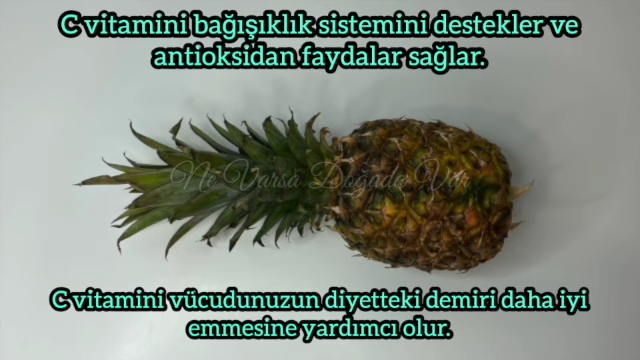 C vitamini bağışıklık sistemini destekler ve
antioksidan faydalar sağlar.
Ne Varsa Doğada Var
C vitamini vücudunuzun diyetteki demiri daha iyi
emmesine yardımcı olur.